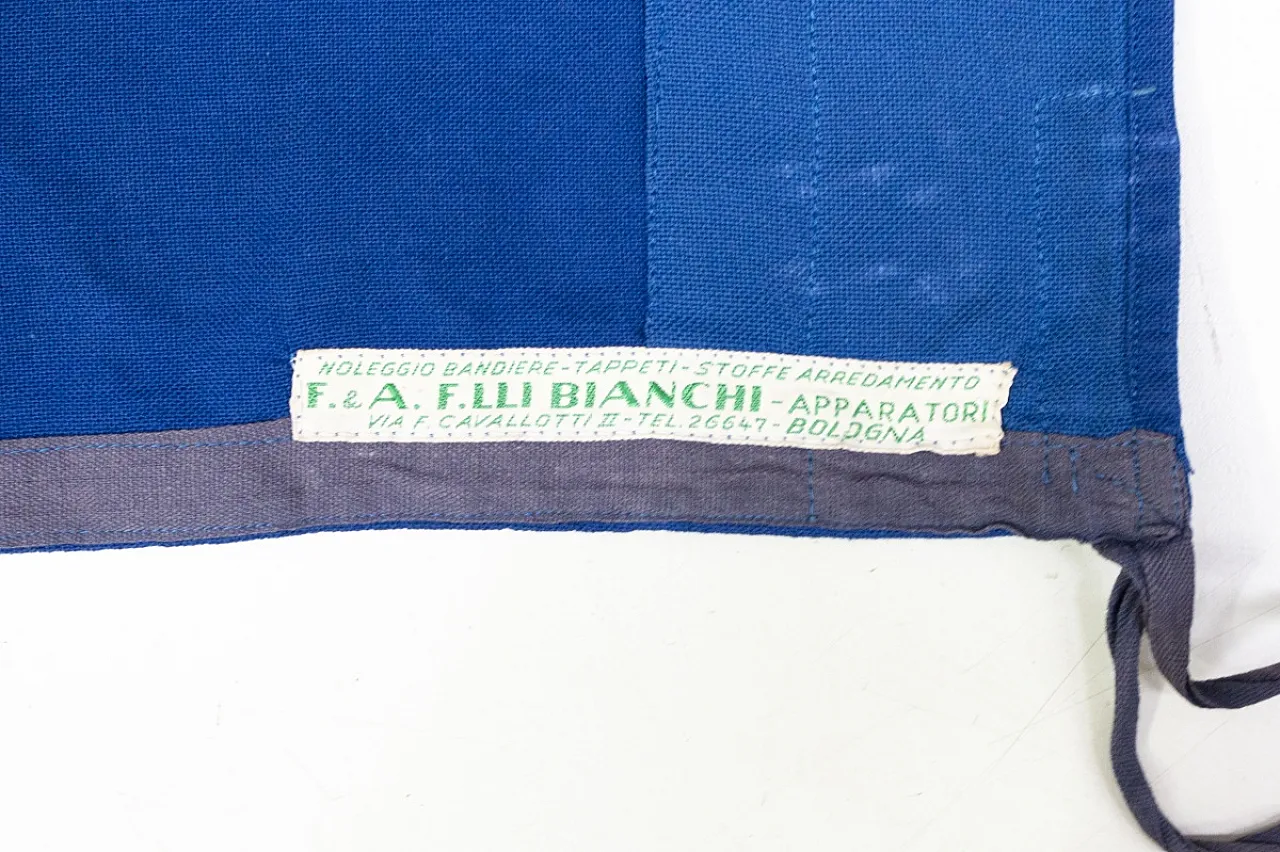 NOLEGGIO BANDIERE-TAPPETI-STOFFE ARREDAMENTO
F. & A. F.LLI BIANCHI - APPARATORI
VIA F. CAVALLOTTI II - TEL. 26647 - BOLOGNA